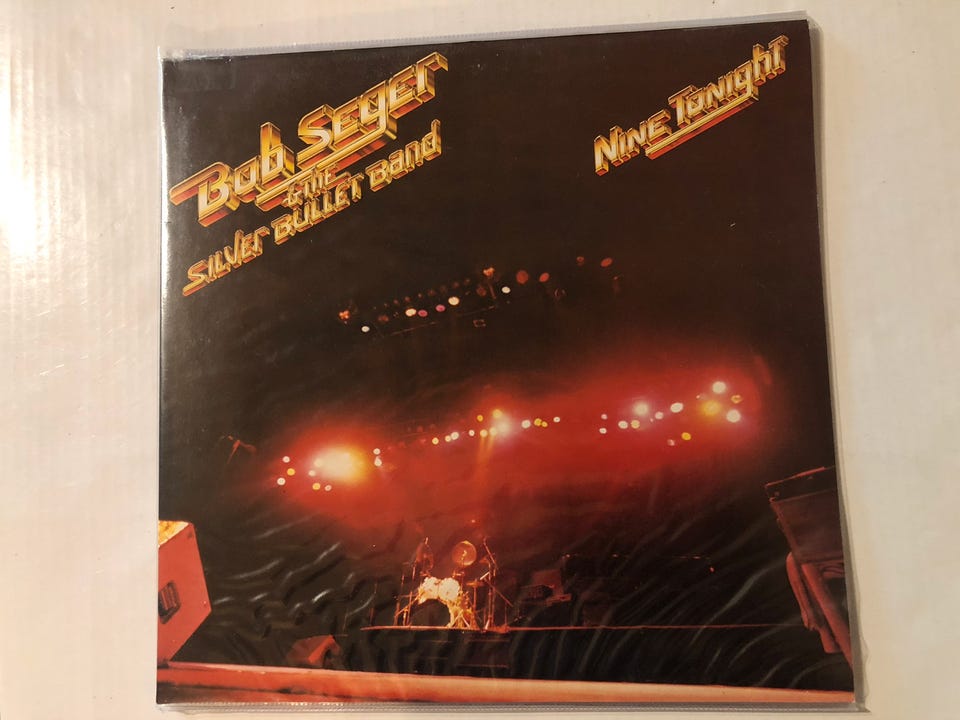 Bob Seger
& THE
SILVER BULLET Band
NINE TONIGHT